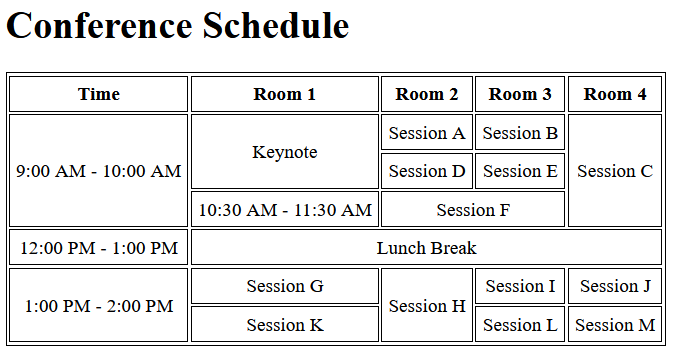 Conference Schedule
Time Room 1 Room 2 Room 3 Room 4
9:00 AM - 10:00 AM Keynote Session A Session B Session C
Session D Session E
10:30 AM - 11:30 AM Session F
12:00 PM - 1:00 PM Lunch Break
1:00 PM - 2:00 PM Session G Session H Session I Session J
Session K Session L Session M